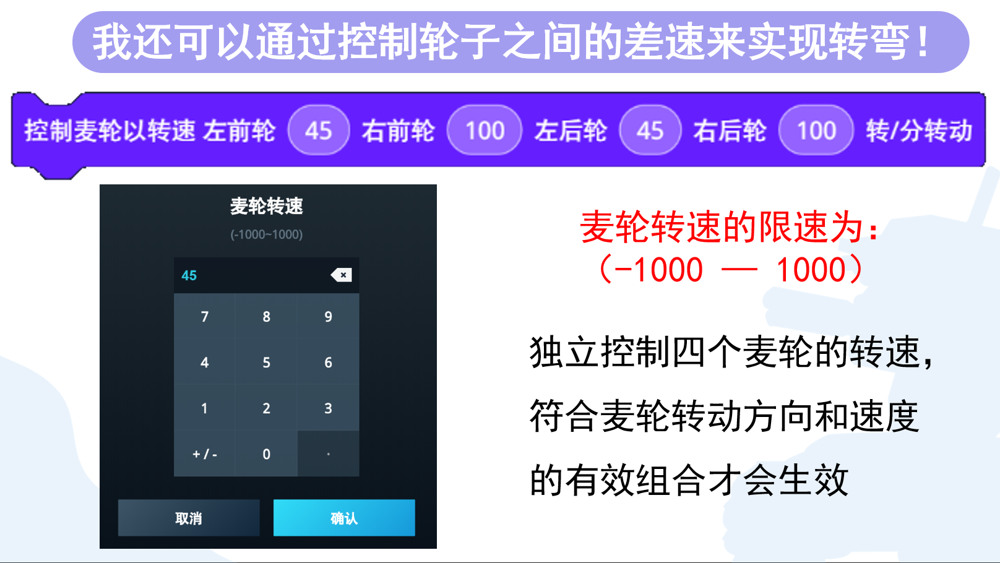 我还可以通过控制轮子之间的差速来实现转弯！
控制麦轮以转速 左前轮 45 右前轮 100 左后轮 45 右后轮 100 转/分转动
麦轮转速
(-1000~1000)
45
7 8 9
4 5 6
1 2 3
+/- 0 .
取消 确认
麦轮转速的限速为：
（-1000 — 1000）
独立控制四个麦轮的转速，
符合麦轮转动方向和速度
的有效组合才会生效